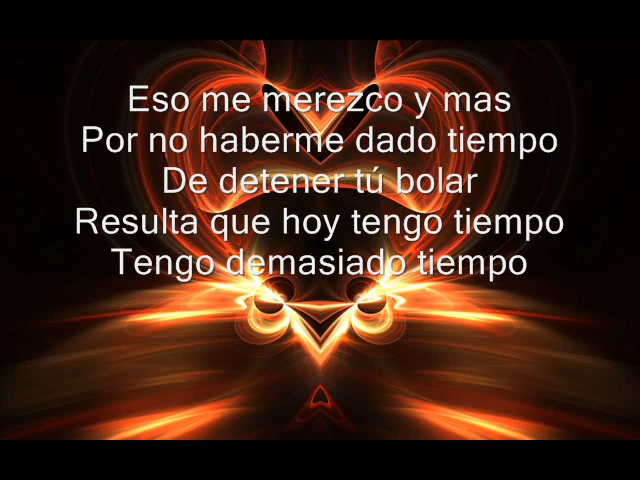 Eso me merezco y mas
Por no haberme dado tiempo
De detener tú bolar
Resulta que hoy tengo tiempo
Tengo demasiado tiempo